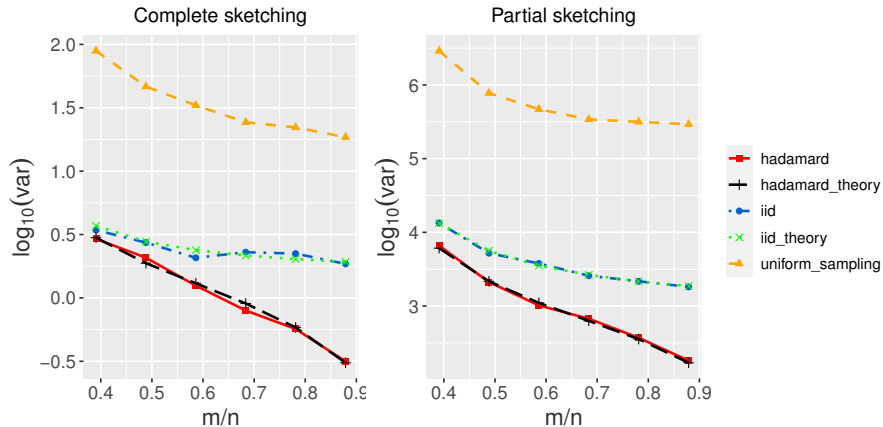 Complete sketching
Partial sketching
log10(var)
2.0
1.5
1.0
0.5
0.0
−0.5
0.4 0.5 0.6 0.7 0.8 0.9
m/n
log10(var)
6
5
4
3
0.4 0.5 0.6 0.7 0.8 0.9
m/n
hadamard
hadamard_theory
iid
iid_theory
uniform_sampling